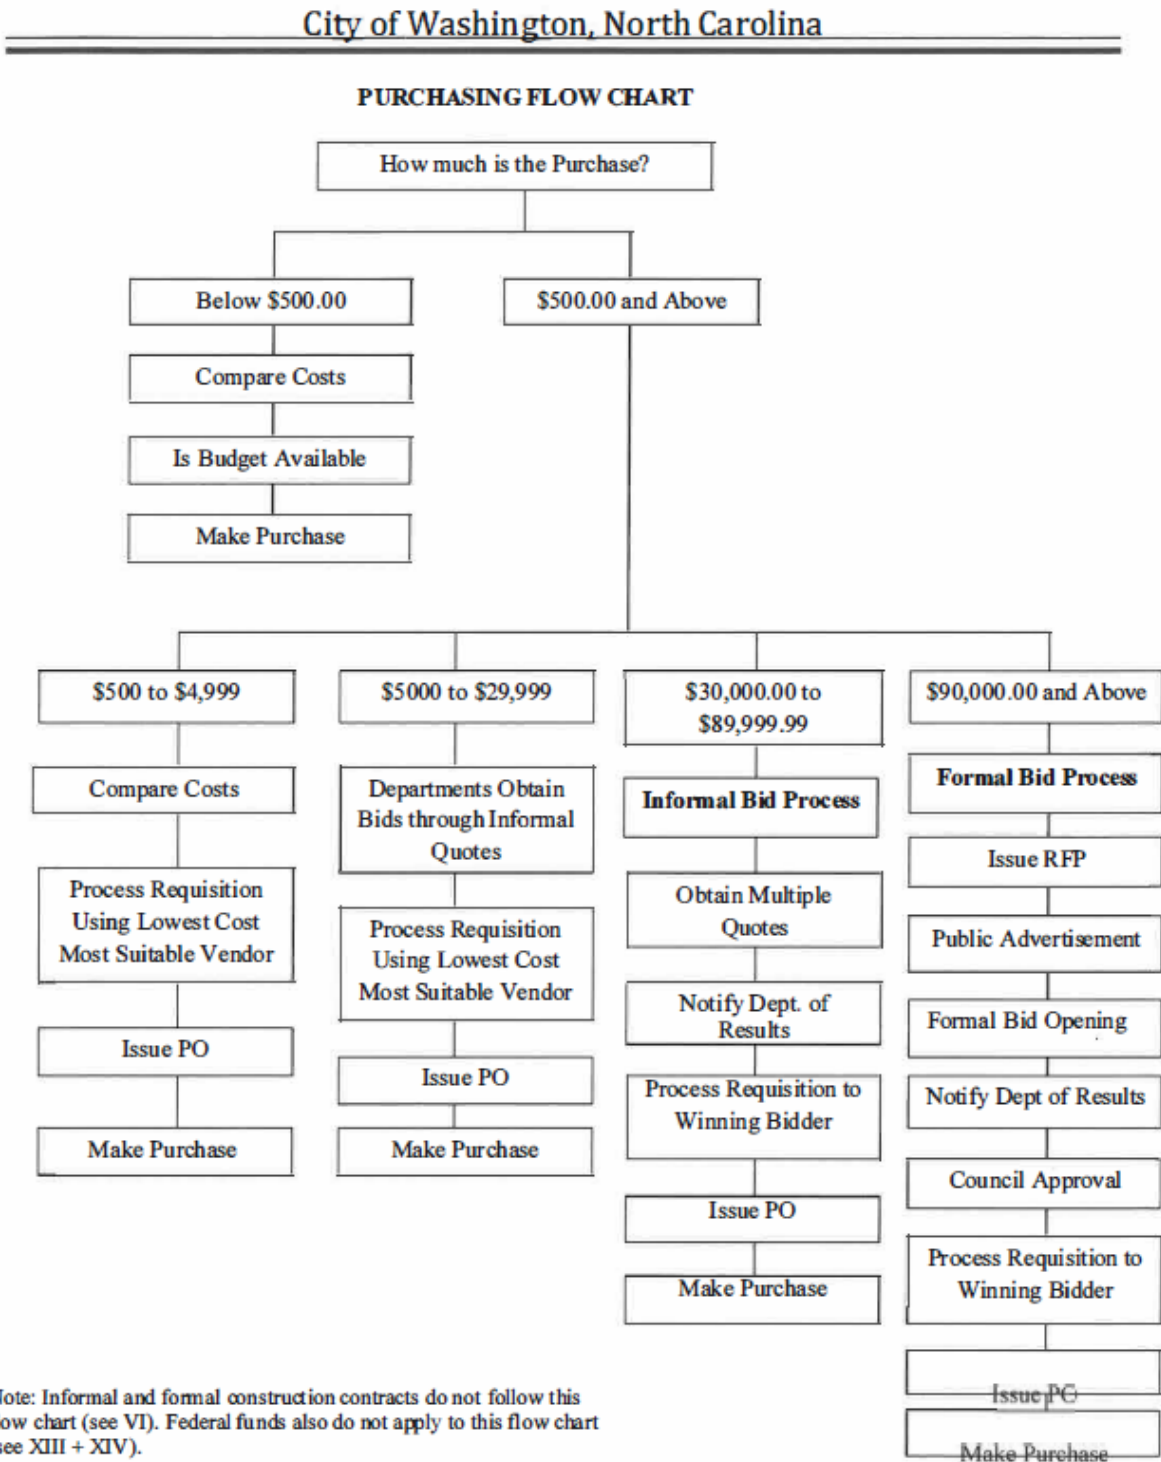 City of Washington, North Carolina
PURCHASING FLOW CHART
How much is the Purchase?
Below $500.00
$500.00 and Above
Compare Costs
Is Budget Available
Make Purchase
$500 to $4,999
Compare Costs
Process Requisition
Using Lowest Cost
Most Suitable Vendor
Issue PO
Make Purchase
$5000 to $29,999
Departments Obtain
Bids through Informal
Quotes
Process Requisition
Using Lowest Cost
Most Suitable Vendor
Issue PO
Make Purchase
$30,000.00 to
$89,999.99
Informal Bid Process
Obtain Multiple
Quotes
Notify Dept. of
Results
Process Requisition to
Winning Bidder
Issue PO
Make Purchase
$90,000.00 and Above
Formal Bid Process
Issue RFP
Public Advertisement
Formal Bid Opening
Notify Dept of Results
Council Approval
Process Requisition to
Winning Bidder
Issue PO
Make Purchase
Note: Informal and formal construction contracts do not follow this
flow chart (see VI). Federal funds also do not apply to this flow chart
(see XIII + XIV).